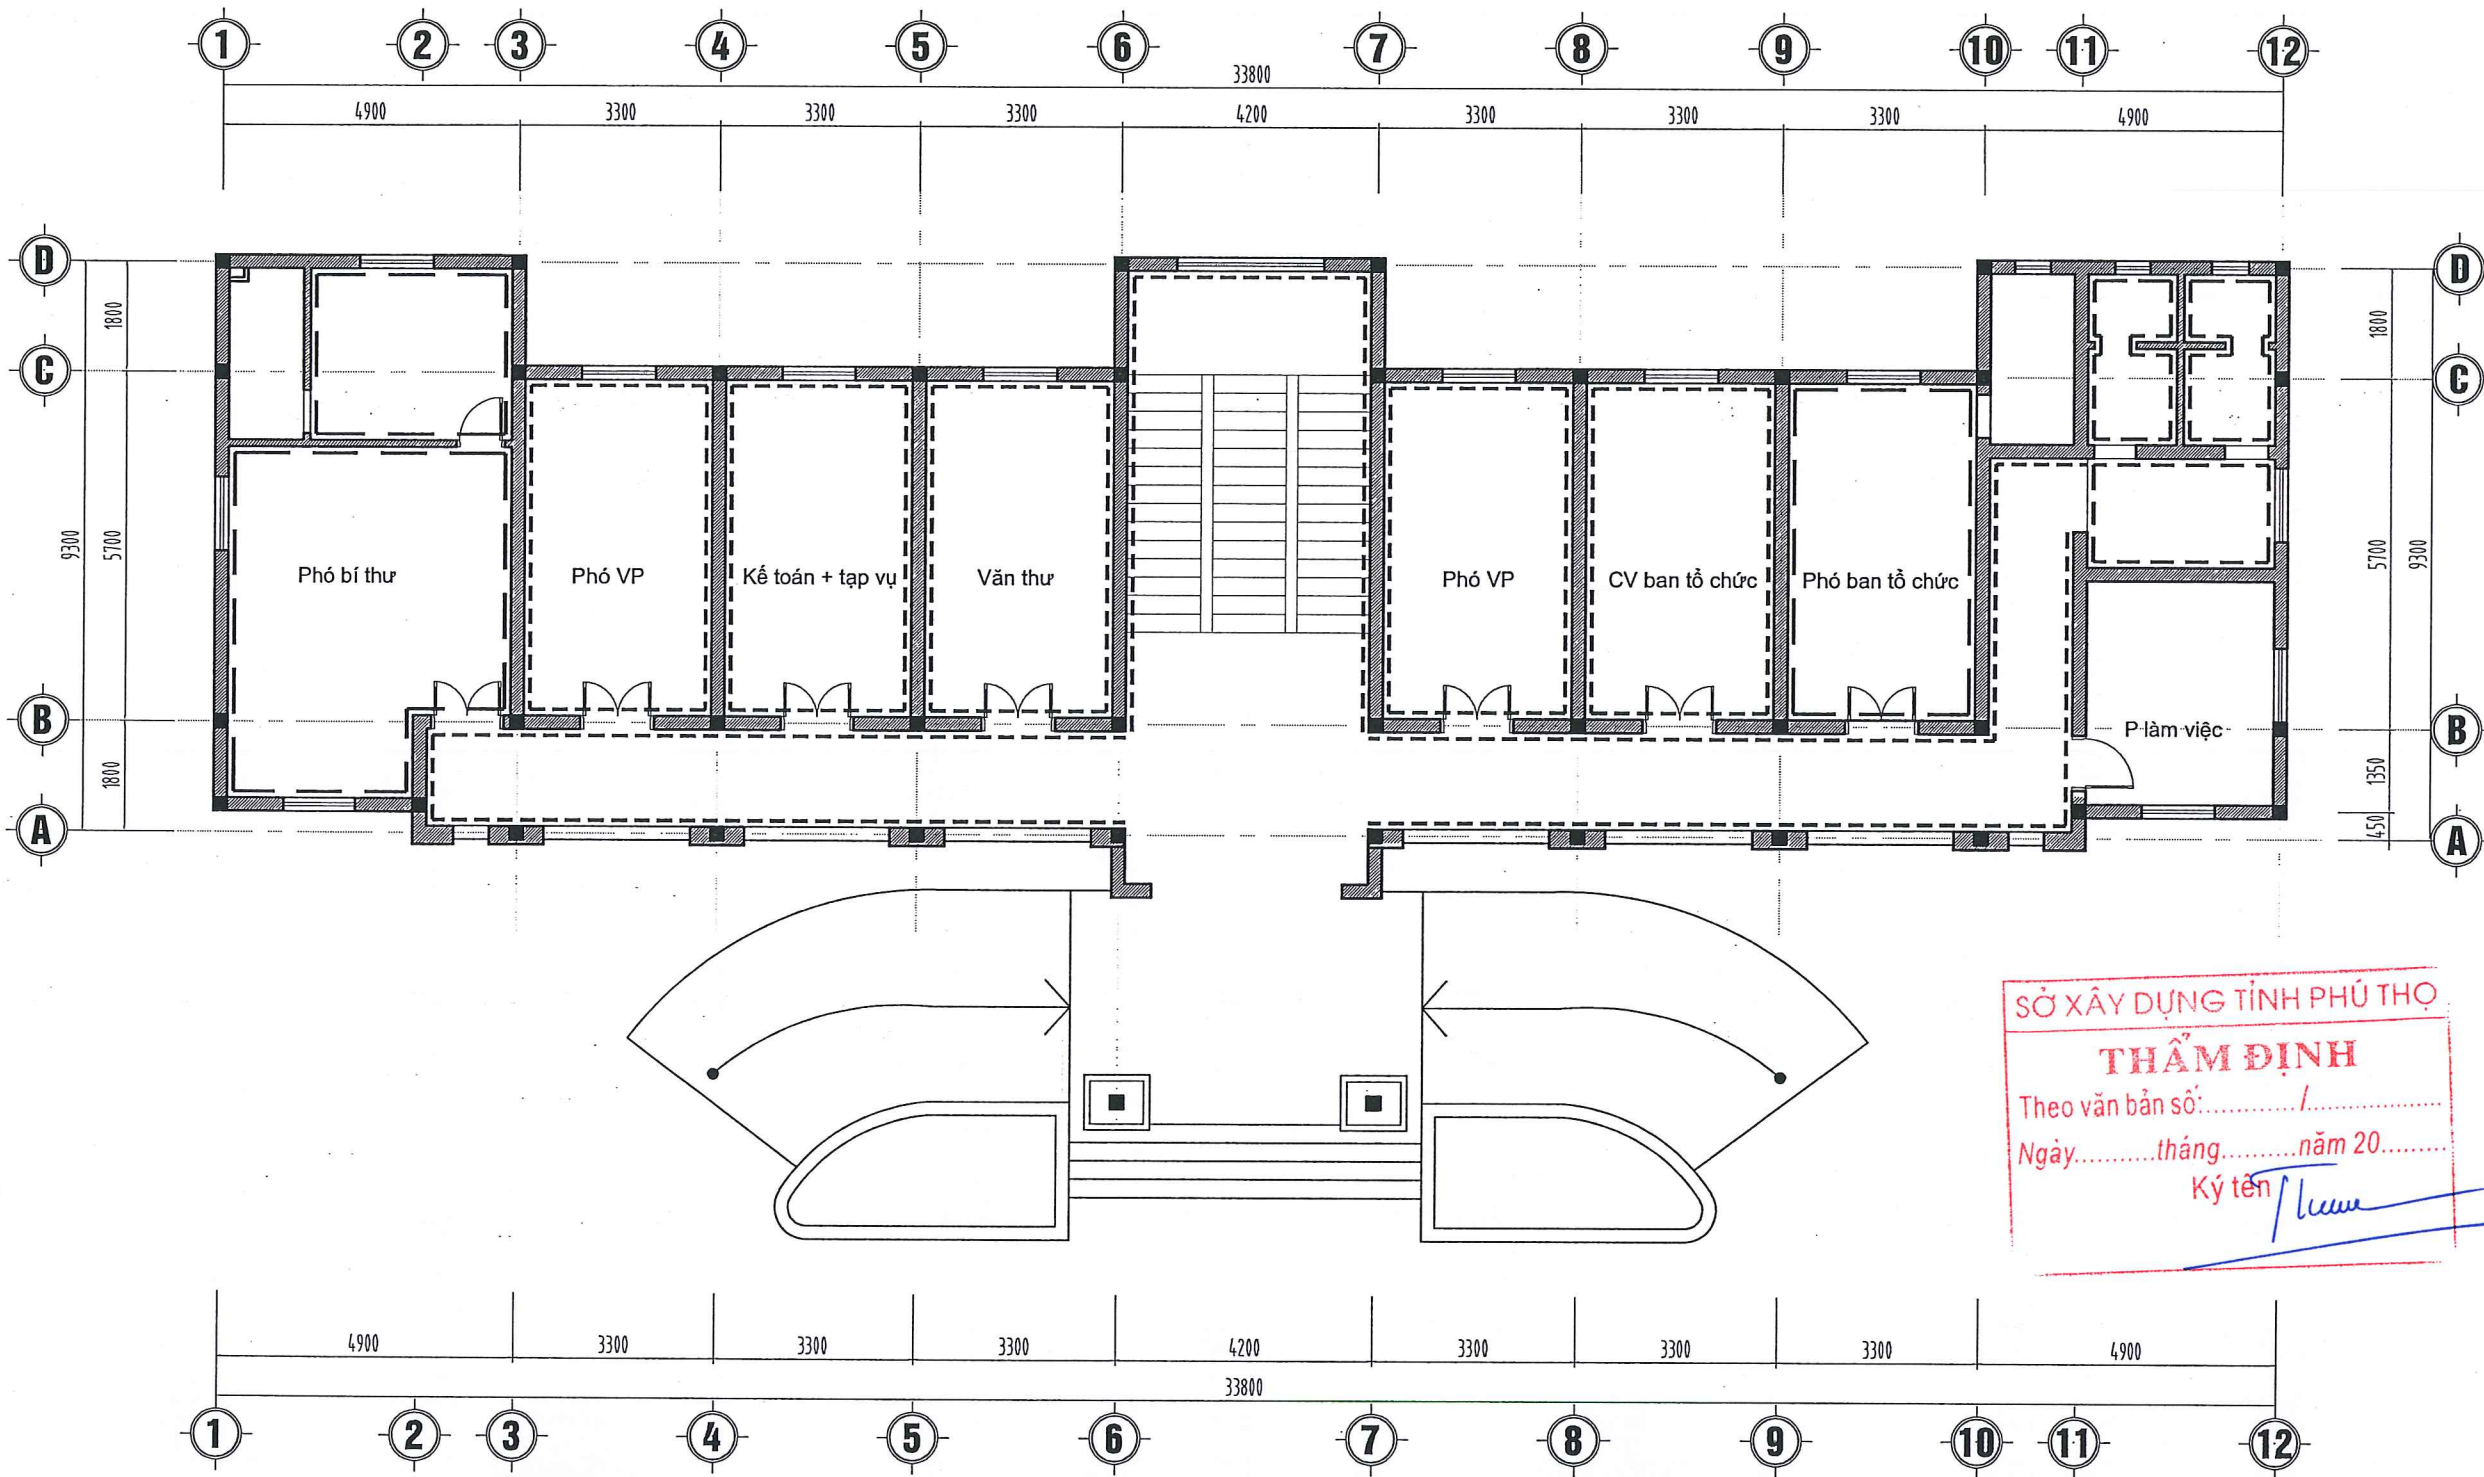 1 2 3 4 5 6 7 8 9 10 11 12
33800
4900 3300 3300 3300 4200 3300 3300 3300 4900
D D
1800 1800
C C
9300 5700 5700 9300
Phó bí thư Phó VP Kế toán + tạp vụ Văn thư Phó VP CV ban tổ chức Phó ban tổ chức
P làm việc
B B
1800 1350
450
A A
SỞ XÂY DỰNG TỈNH PHÚ THỌ
THẨM ĐỊNH
Theo văn bản số:............./...................
Ngày...........tháng..........năm 20.........
Ký tên
4900 3300 3300 3300 4200 3300 3300 3300 4900
33800
1 2 3 4 5 6 7 8 9 10 11 12